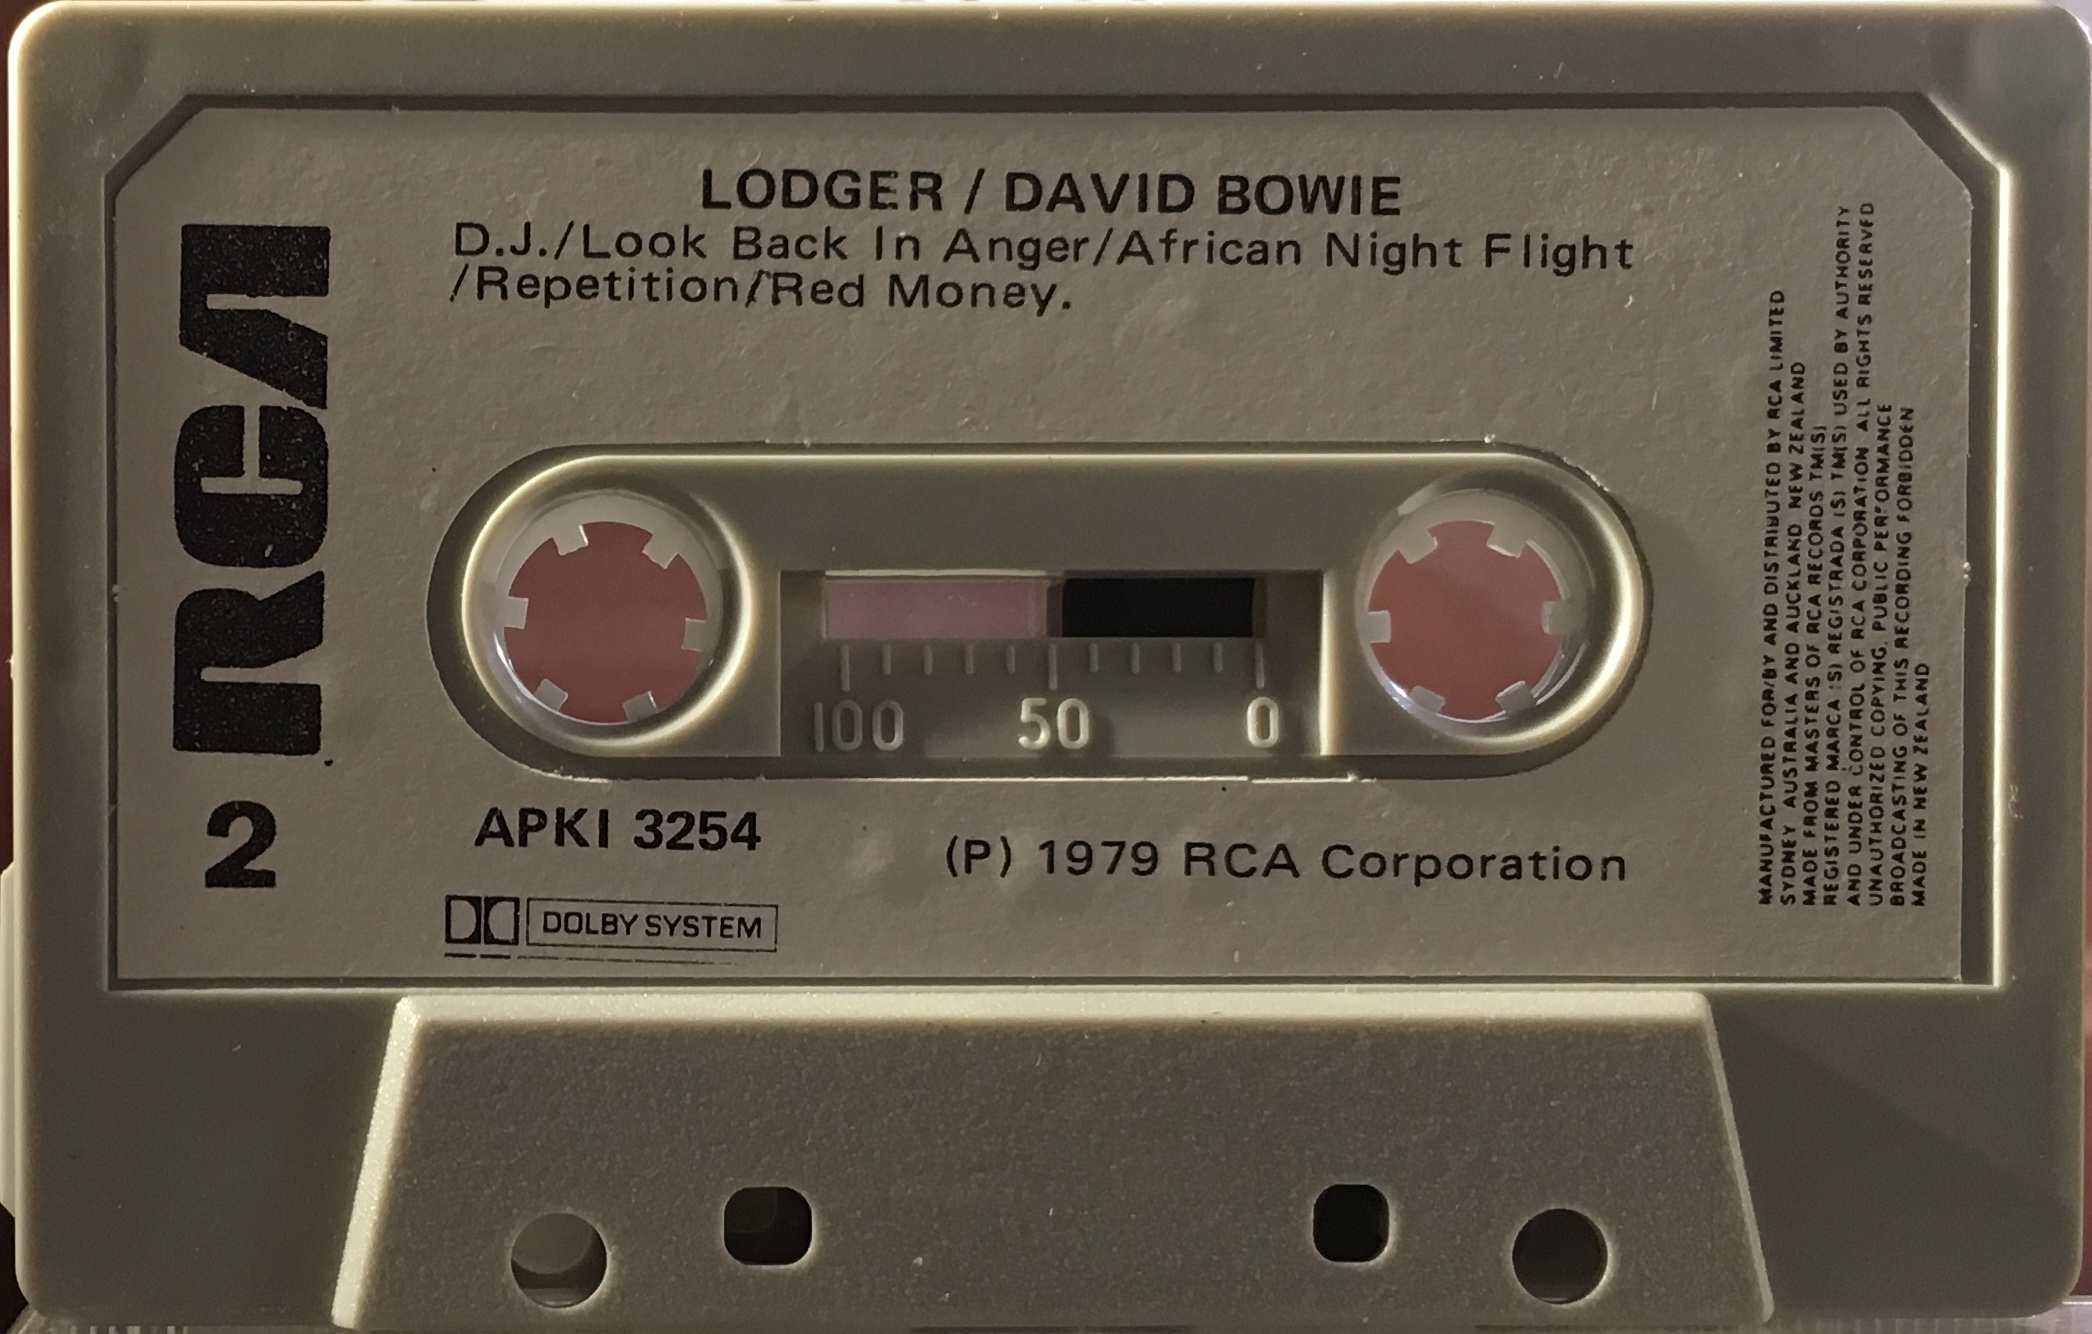 LODGER / DAVID BOWIE
D.J./Look Back In Anger/African Night Flight
/Repetition/Red Money.
RCA
2
100 50 0
APKI 3254
(P) 1979 RCA Corporation
DOLBY SYSTEM
MANUFACTURED FOR/BY AND DISTRIBUTED BY RCA LIMITED
SYDNEY AUSTRALIA AND AUCKLAND NEW ZEALAND
MADE FROM MASTERS OF RCA RECORDS TM(S)
REGISTERED MARCA (S) REGISTRADA (S) TM(S) USED BY AUTHORITY
AND UNDER CONTROL OF RCA CORPORATION ALL RIGHTS RESERVED
UNAUTHORIZED COPYING, PUBLIC PERFORMANCE
BROADCASTING OF THIS RECORDING FORBIDDEN
MADE IN NEW ZEALAND